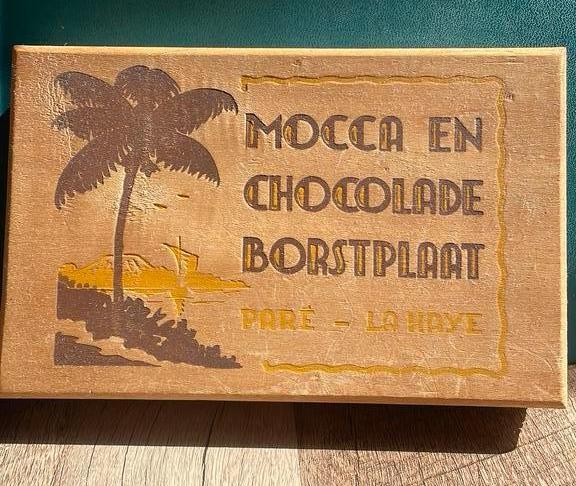 MOCCA EN
CHOCOLADE
BORSTPLAAT
PARÉ – LA HAYE